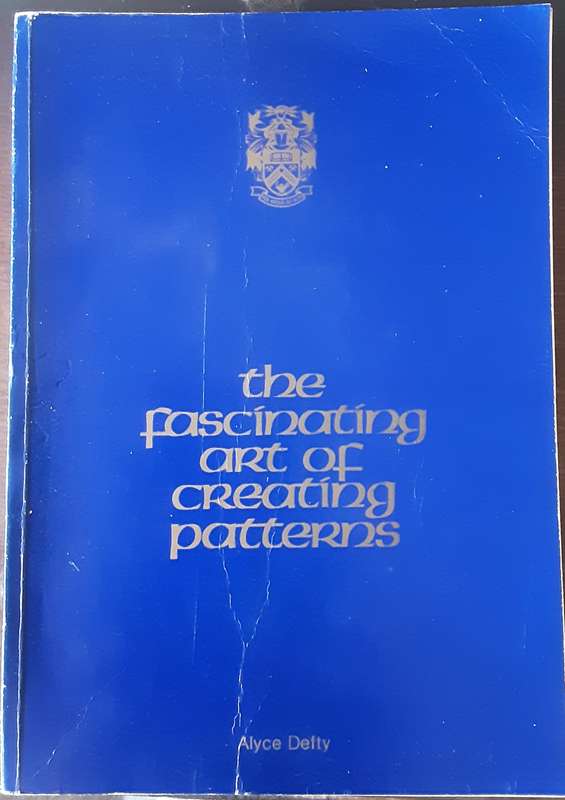 the
fascinating
art of
creating
patterns
Alyce Defty